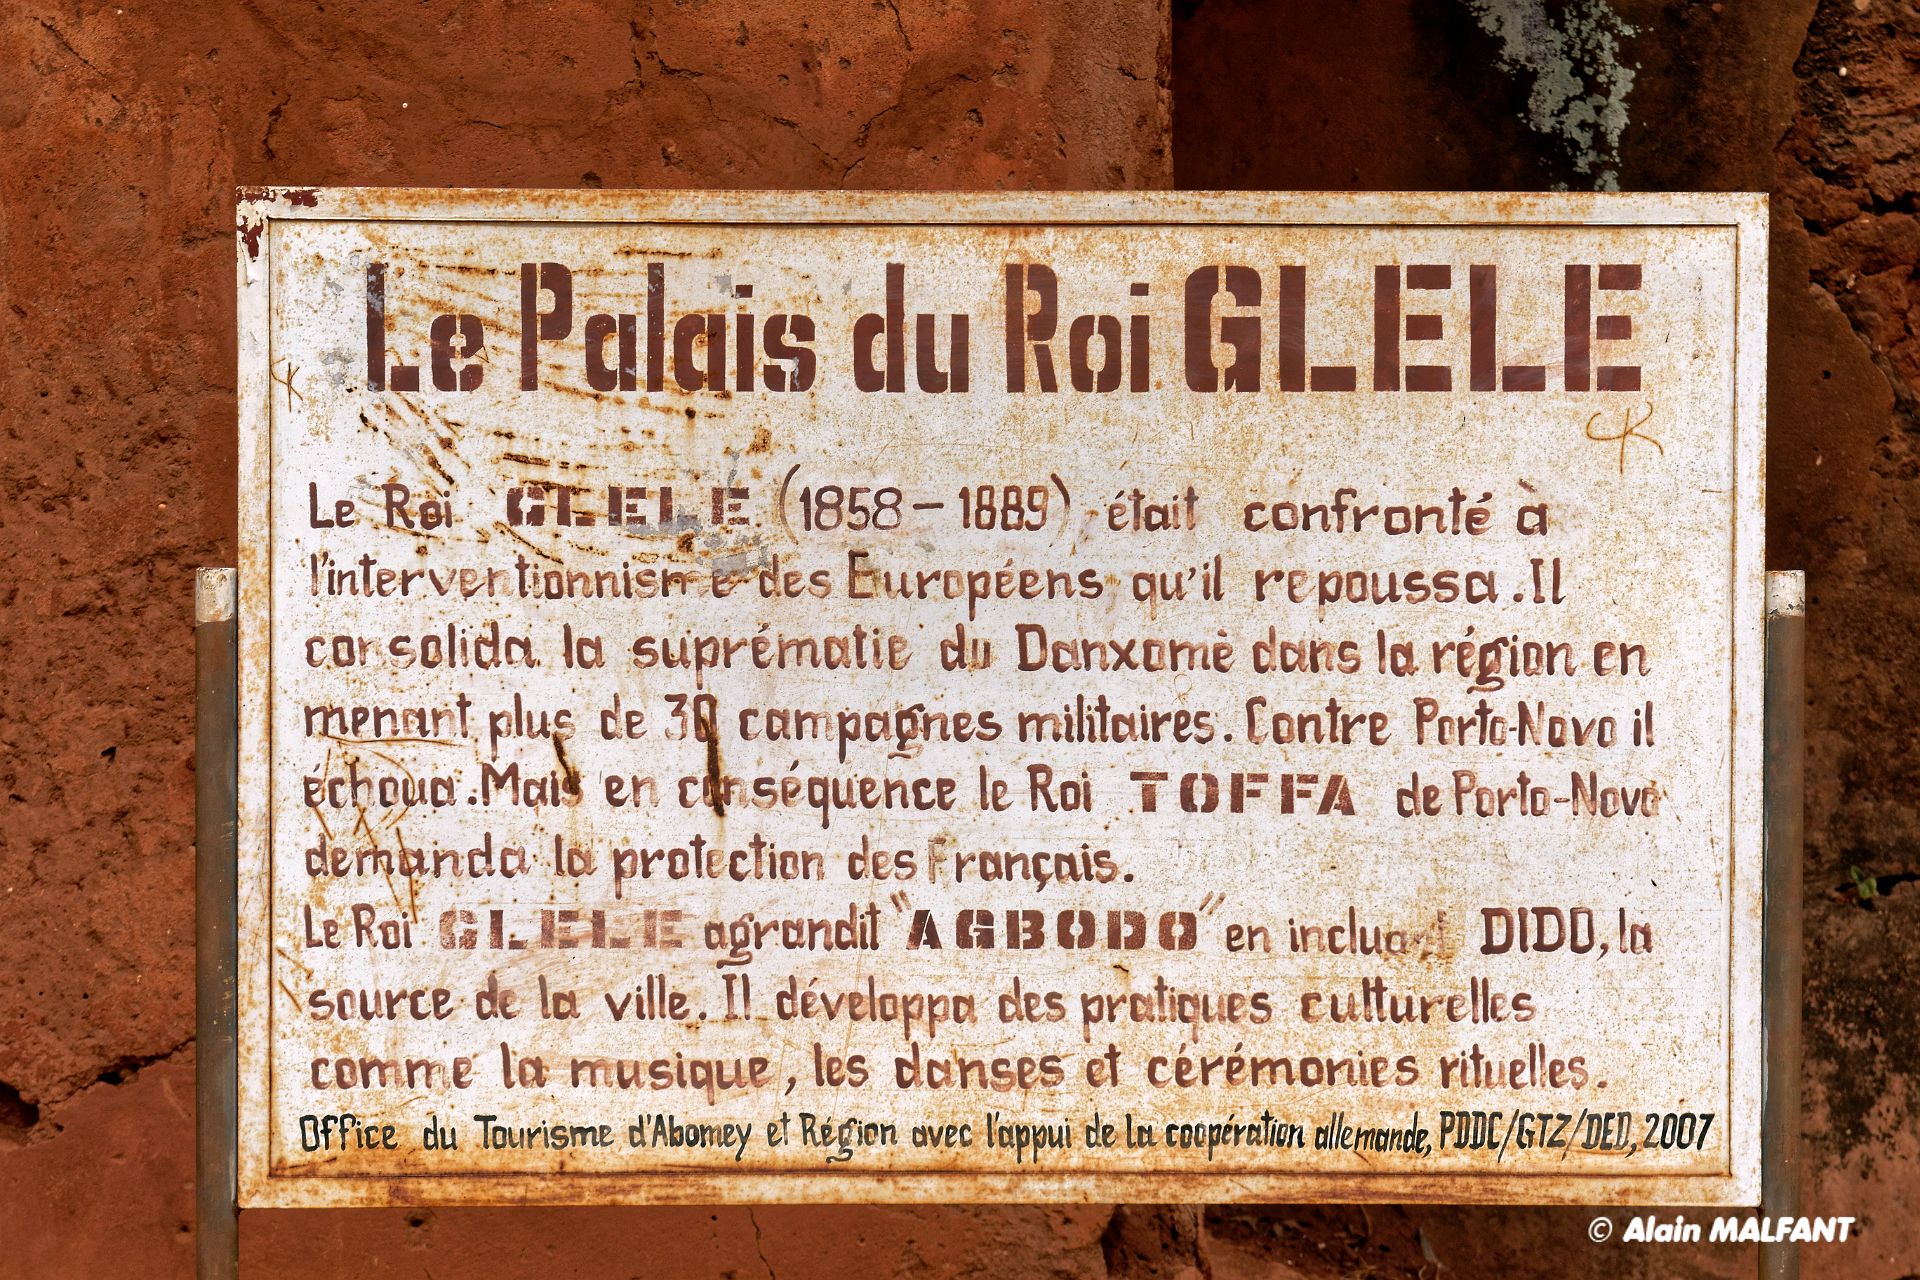 Le Palais du Roi GLELE
Le Roi GLELE (1858 – 1889) était confronté à
l'interventionnisme des Européens qu'il repoussa. Il
consolida la suprématie du Danxomè dans la région en
menant plus de 30 campagnes militaires. Contre Porto-Novo il
échoua. Mais en conséquence le Roi TOFFA de Porto-Novo
demanda la protection des Français.
Le Roi GLELE agrandit "AGBODO" en incluant DIDO, la
source de la ville. Il développa des pratiques culturelles
comme la musique, les danses et cérémonies rituelles.
Office du Tourisme d'Abomey et Région avec l'appui de la coopération allemande, PDDC/GTZ/DED, 2007
© Alain MALFANT